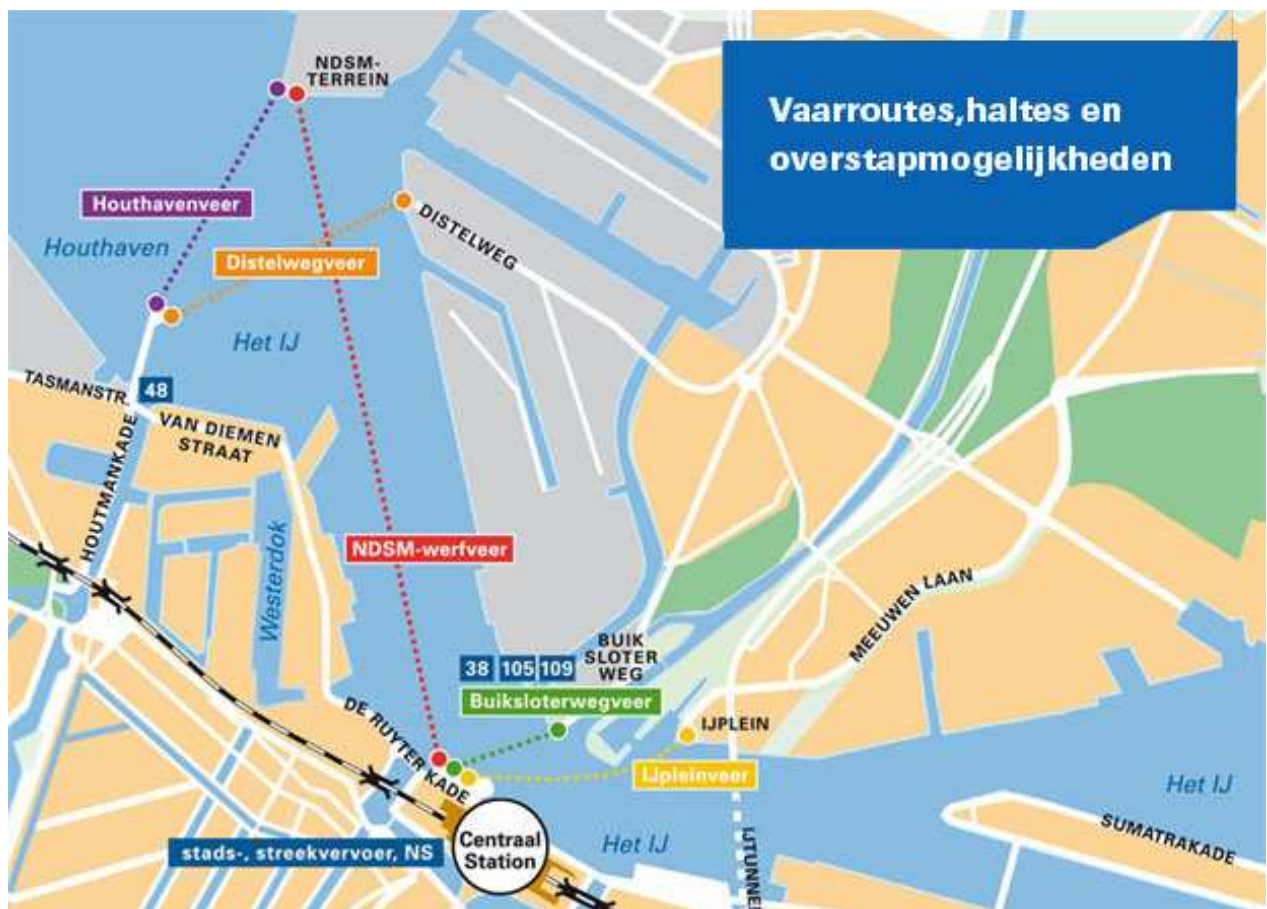 NDSM-
TERREIN
Vaarroutes,haltes en
overstapmogelijkheden
Houthavenveer
Houthaven
Distelwegveer
DISTELWEG
Het IJ
TASMANSTR.
48
VAN DIEMEN
STRAAT
HOUTMANKADE
Westerdok
NDSM-werfveer
MEEUWEN LAAN
BUIK
SLOTER
WEG
38 105 109
Buiksloterwegveer
DE RUYTER KADE
IJPLEIN
IJpleinveer
Het IJ
SUMATRAKADE
Centraal
Station
stads-, streekvervoer, NS
Het IJ
IJTUNNEL